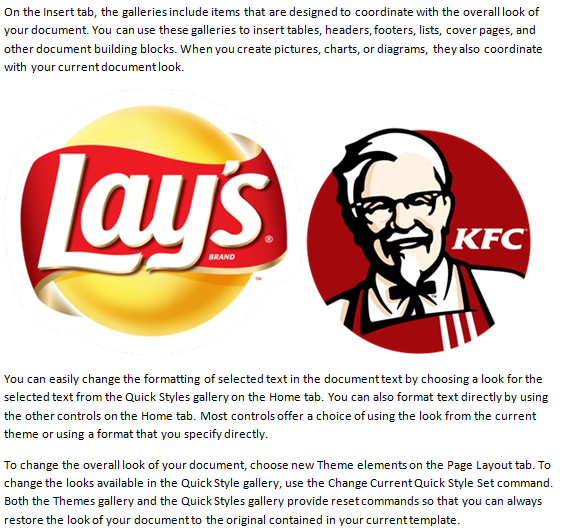 On the Insert tab, the galleries include items that are designed to coordinate with the overall look of
your document. You can use these galleries to insert tables, headers, footers, lists, cover pages, and
other document building blocks. When you create pictures, charts, or diagrams, they also coordinate
with your current document look.
Lay's®
BRAND
™
KFC
You can easily change the formatting of selected text in the document text by choosing a look for the
selected text from the Quick Styles gallery on the Home tab. You can also format text directly by using
the other controls on the Home tab. Most controls offer a choice of using the look from the current
theme or using a format that you specify directly.
To change the overall look of your document, choose new Theme elements on the Page Layout tab. To
change the looks available in the Quick Style gallery, use the Change Current Quick Style Set command.
Both the Themes gallery and the Quick Styles gallery provide reset commands so that you can always
restore the look of your document to the original contained in your current template.